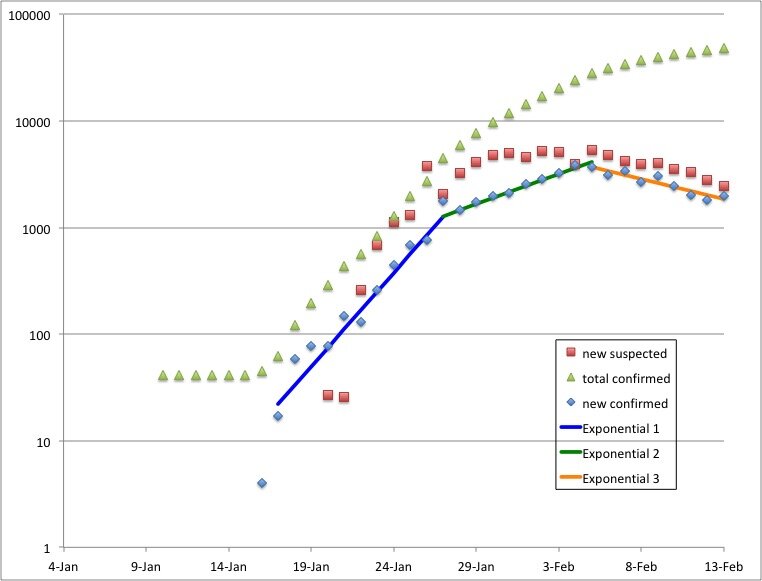 100000
10000
1000
100
10
1
4-Jan 9-Jan 14-Jan 19-Jan 24-Jan 29-Jan 3-Feb 8-Feb 13-Feb
new suspected
total confirmed
new confirmed
Exponential 1
Exponential 2
Exponential 3